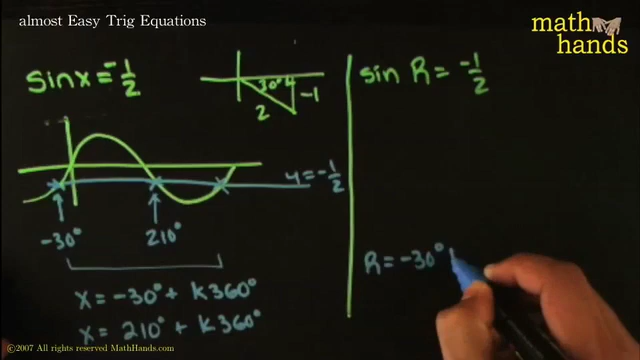 almost Easy Trig Equations
math
hands
sin x = -1/2
30°
2
-1
y = -1/2
-30°
210°
x = -30° + k360°
x = 210° + k360°
sin R = -1/2
R = -30°
©2007 All rights reserved MathHands.com